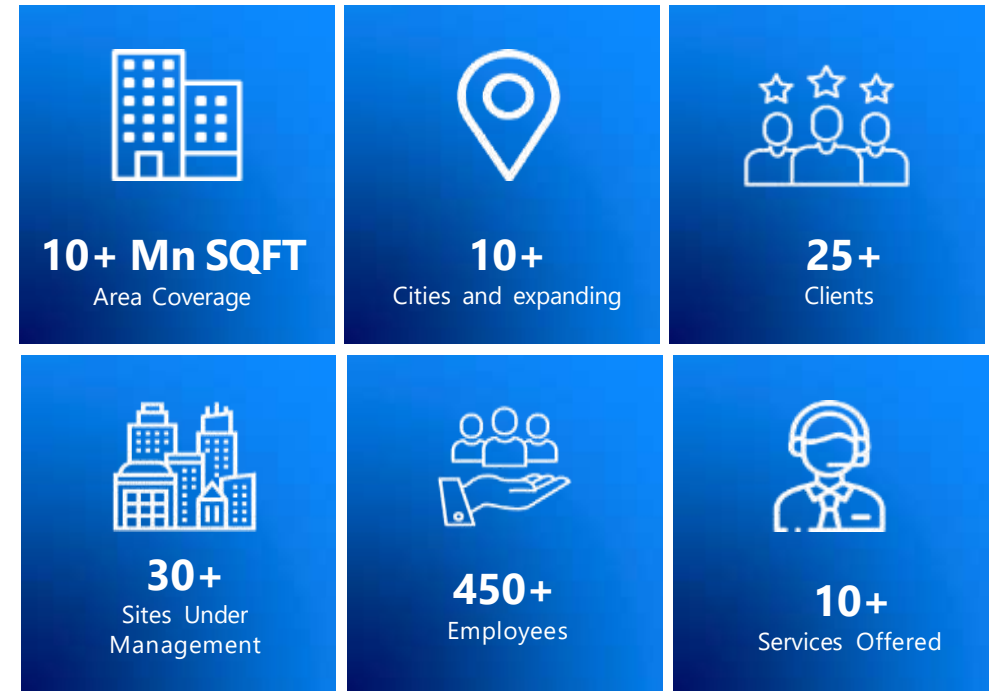 10+ Mn SQFT
Area Coverage
10+
Cities and expanding
25+
Clients
30+
Sites Under
Management
450+
Employees
10+
Services Offered